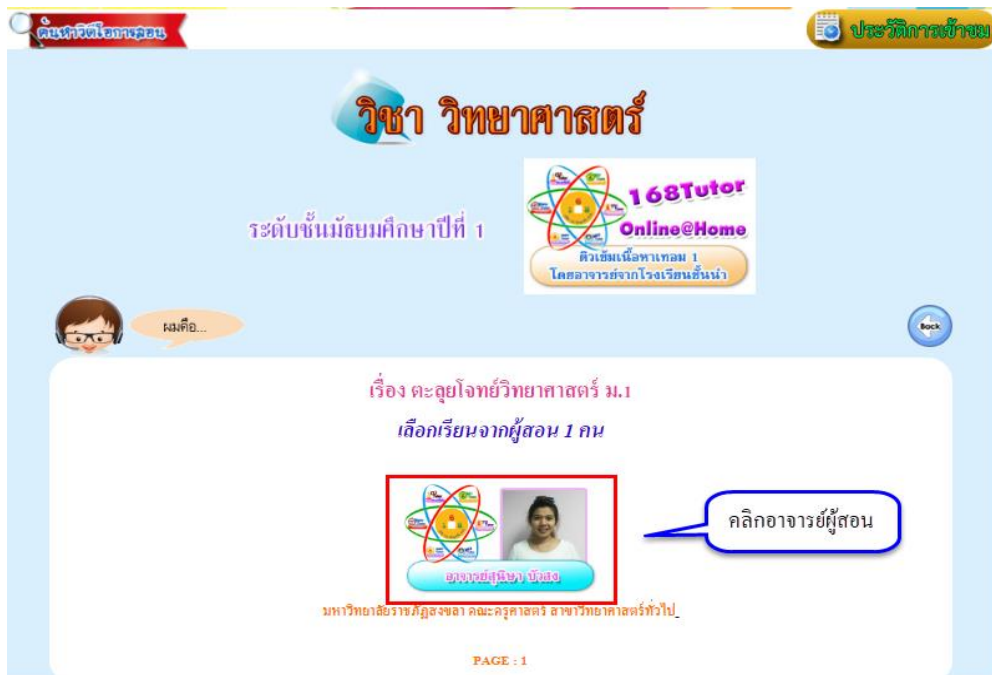 ค้นหาวิดีโอการสอน
ประวัติการเข้าชม
วิชา วิทยาศาสตร์
ระดับชั้นมัธยมศึกษาปีที่ 1
168Tutor
Online@Home
ติวเข้มเนื้อหาเทอม 1
โดยอาจารย์จากโรงเรียนชั้นนำ
ผมคือ...
Back
เรื่อง ตะลุยโจทย์วิทยาศาสตร์ ม.1
เลือกเรียนจากผู้สอน 1 คน
คลิกอาจารย์ผู้สอน
อาจารย์สุนิษา บัวสง
มหาวิทยาลัยราชภัฏสงขลา คณะครุศาสตร์ สาขาวิทยาศาสตร์ทั่วไป
PAGE : 1